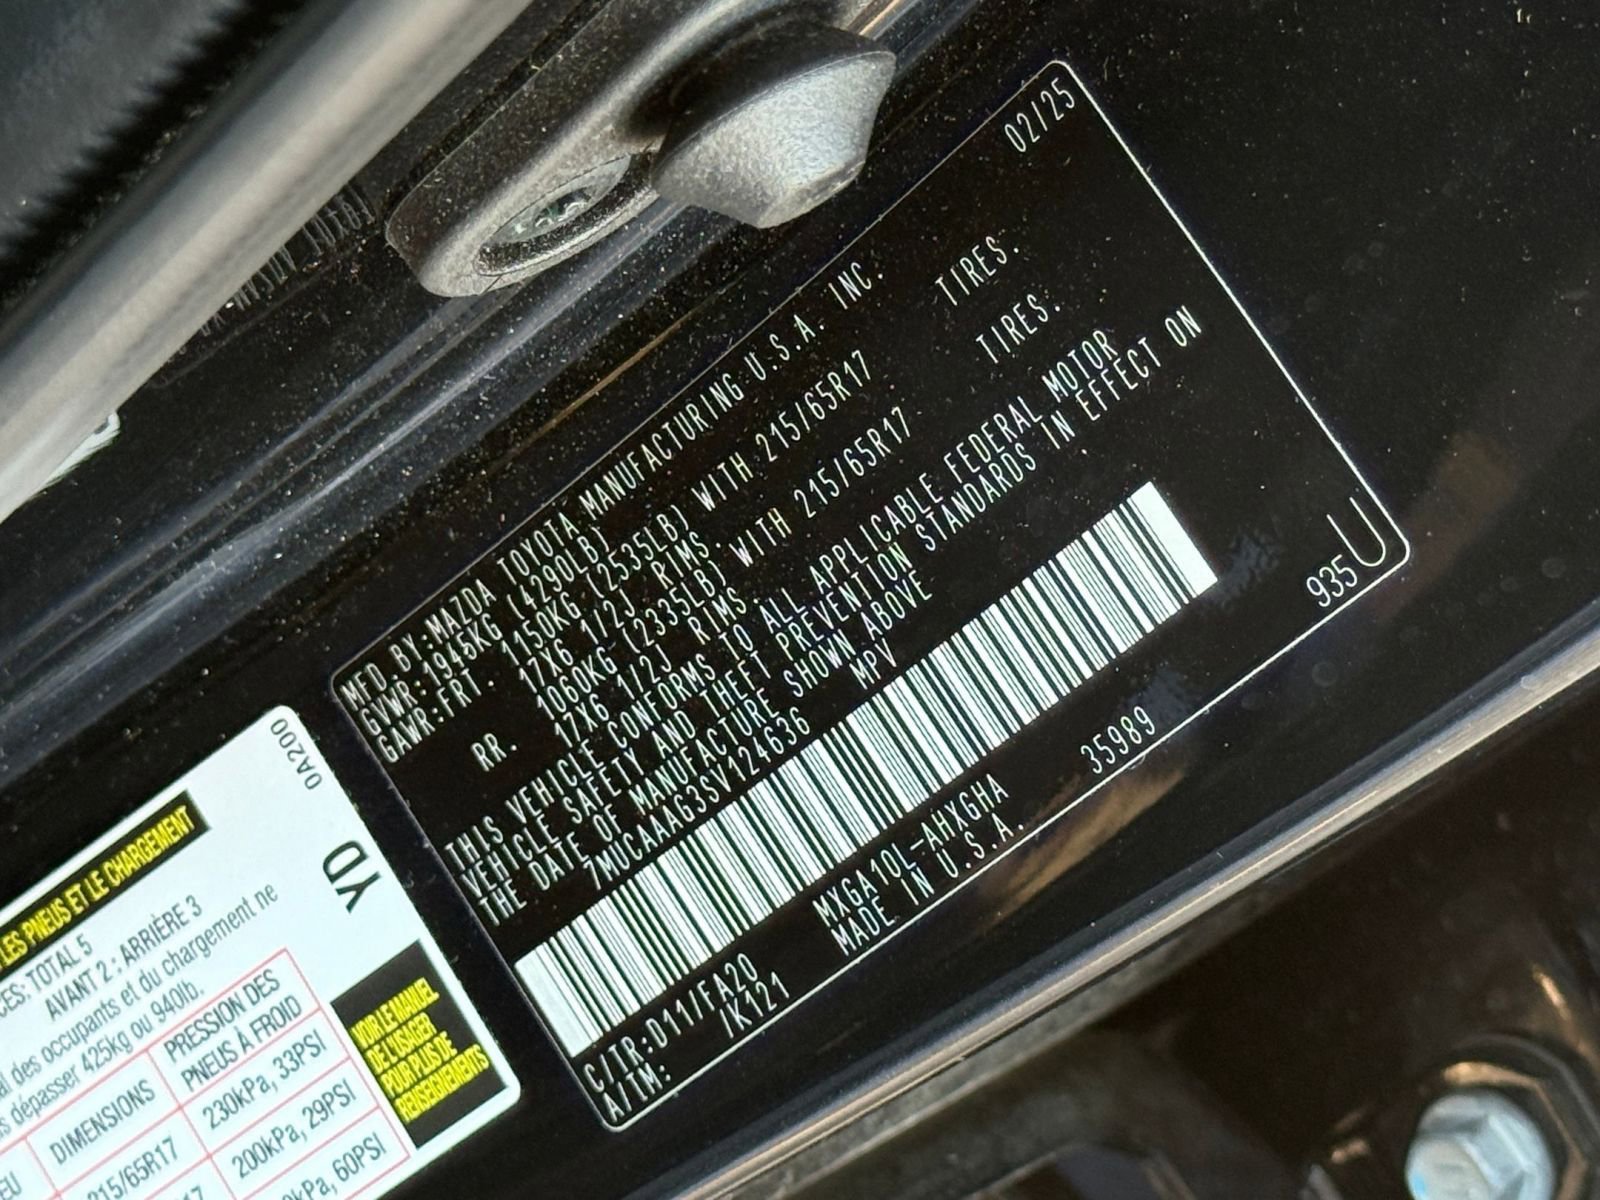 02/25
MFD. BY:MAZDA TOYOTA MANUFACTURING U.S.A. INC.
GVWR:1945KG (4290LB)
GAWR:FRT. 1150KG (2535LB) WITH 215/65R17 TIRES.
17X6 1/2J RIMS.
RR. 1060KG (2335LB) WITH 215/65R17 TIRES.
17X6 1/2J RIMS
THIS VEHICLE CONFORMS TO ALL APPLICABLE FEDERAL MOTOR
VEHICLE SAFETY AND THEFT PREVENTION STANDARDS IN EFFECT ON
THE DATE OF MANUFACTURE SHOWN ABOVE
7MUCAAAG3SV124636 MPV
C/TR:D11/FA20 MXGA10L-AHXGHA 35989 935U
A/TM: /K121 MADE IN U.S.A.
0A200
YD
LES PNEUS ET LE CHARGEMENT
TOTAL 5
AVANT 2 : ARRIÈRE 3
des occupants et du chargement ne
dépasser 425kg ou 940lb.
DIMENSIONS
PRESSION DES
PNEUS À FROID
215/65R17
230kPa, 33PSI
200kPa, 29PSI
60PSI
VOIR LE MANUEL
DE L'USAGER
POUR PLUS DE
RENSEIGNEMENTS